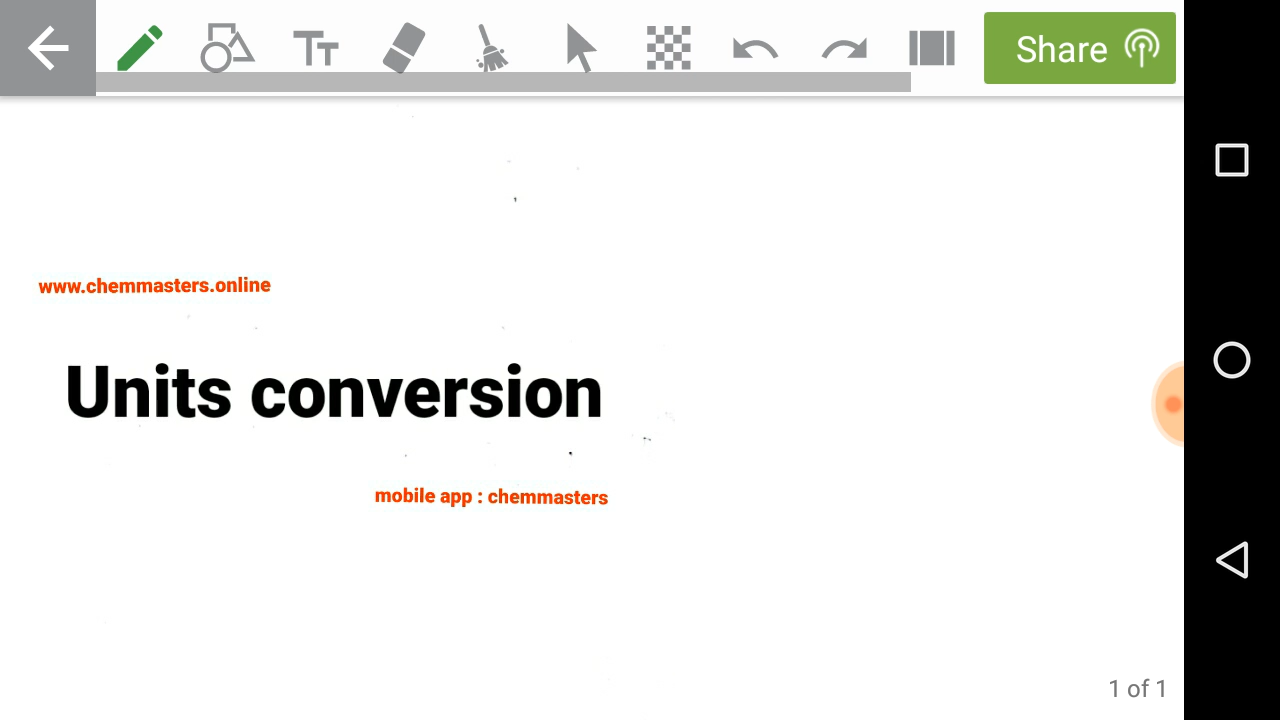 Share
www.chemmasters.online
Units conversion
mobile app : chemmasters
1 of 1